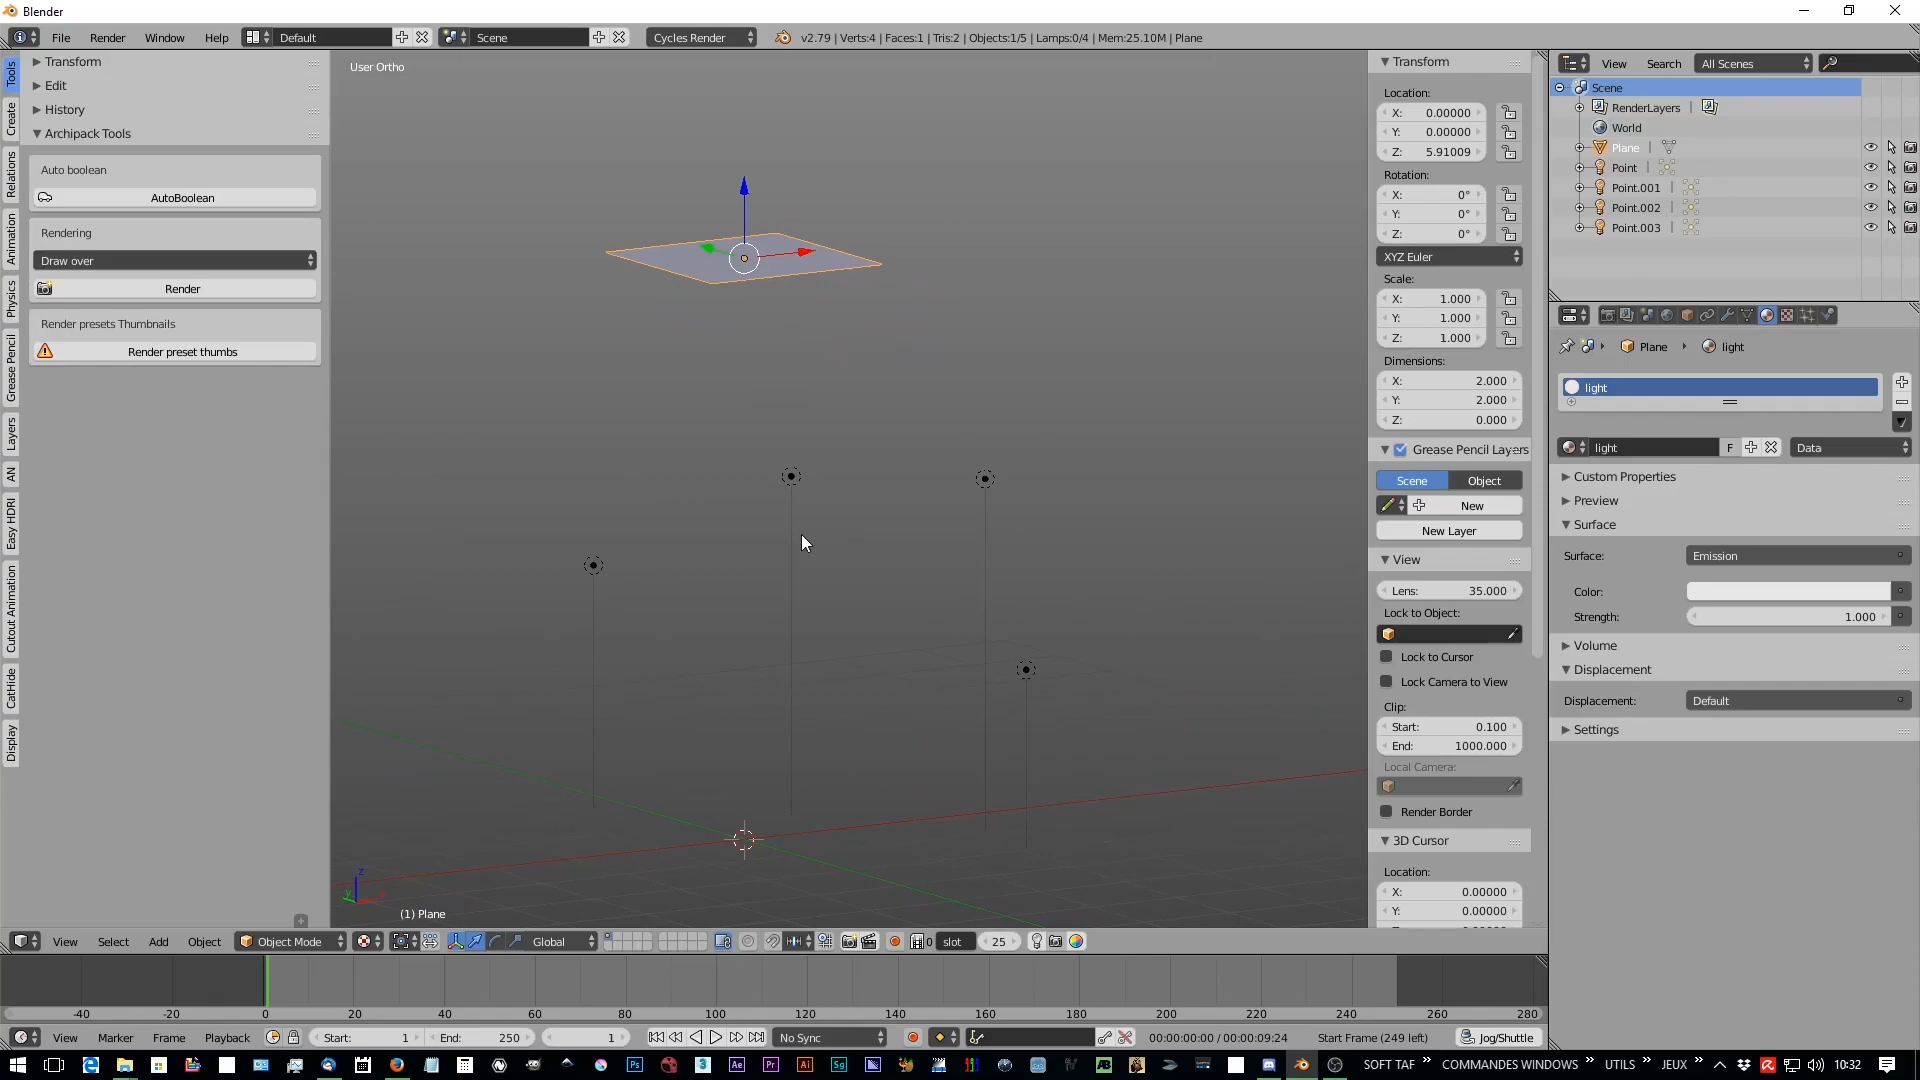 Blender
File Render Window Help Default Scene Cycles Render v2.79 | Verts:4 | Faces:1 | Tris:2 | Objects:1/5 | Lamps:0/4 | Mem:25.10M | Plane
Tools
Create
Relations
Animation
Physics
Grease Pencil
Layers
AN
Easy HDRI
Cutout Animation
CatHide
Display
Transform
Edit
History
Archipack Tools
Auto boolean
AutoBoolean
Rendering
Draw over
Render
Render presets Thumbnails
Render preset thumbs
User Ortho
z
y
(1) Plane
Transform
Location:
X: 0.00000
Y: 0.00000
Z: 5.91009
Rotation:
X: 0°
Y: 0°
Z: 0°
XYZ Euler
Scale:
X: 1.000
Y: 1.000
Z: 1.000
Dimensions:
X: 2.000
Y: 2.000
Z: 0.000
Grease Pencil Layers
Scene Object
New
New Layer
View
Lens: 35.000
Lock to Object:
Lock to Cursor
Lock Camera to View
Clip:
Start: 0.100
End: 1000.000
Local Camera:
Render Border
3D Cursor
Location:
X: 0.00000
Y: 0.00000
View Search All Scenes
Scene
RenderLayers
World
Plane
Point
Point.001
Point.002
Point.003
Plane light
light
light F Data
Custom Properties
Preview
Surface
Surface: Emission
Color:
Strength: 1.000
Volume
Displacement
Displacement: Default
Settings
View Select Add Object Object Mode Global 0 slot 25
-40 -20 0 20 40 60 80 100 120 140 160 180 200 220 240 260 280
View Marker Frame Playback Start: 1 End: 250 1 No Sync 00:00:00:00 / 00:00:09:24 Start Frame (249 left) Jog/Shuttle
SOFT TAF COMMANDES WINDOWS UTILS JEUX 10:32